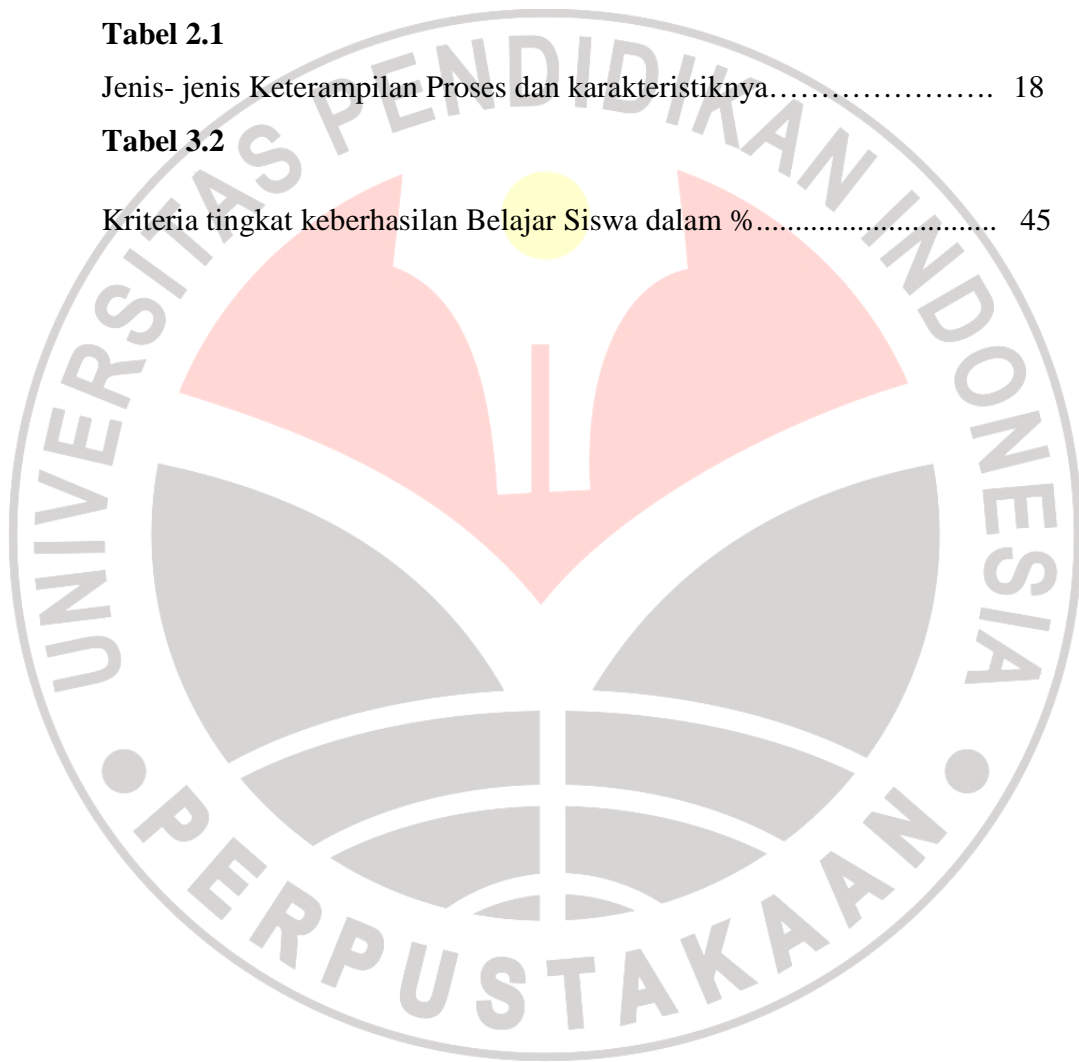 Tabel 2.1
Jenis- jenis Keterampilan Proses dan karakteristiknya…………………. 18
Tabel 3.2
Kriteria tingkat keberhasilan Belajar Siswa dalam %.............................. 45
UNIVERSITAS PENDIDIKAN INDONESIA
PERPUSTAKAAN